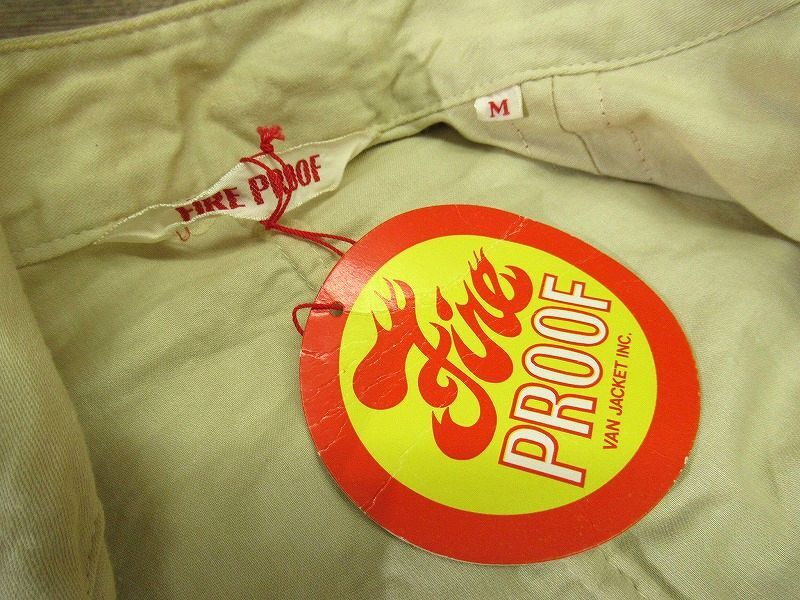 FIRE PROOF
M
Fire
PROOF
VAN JACKET INC.